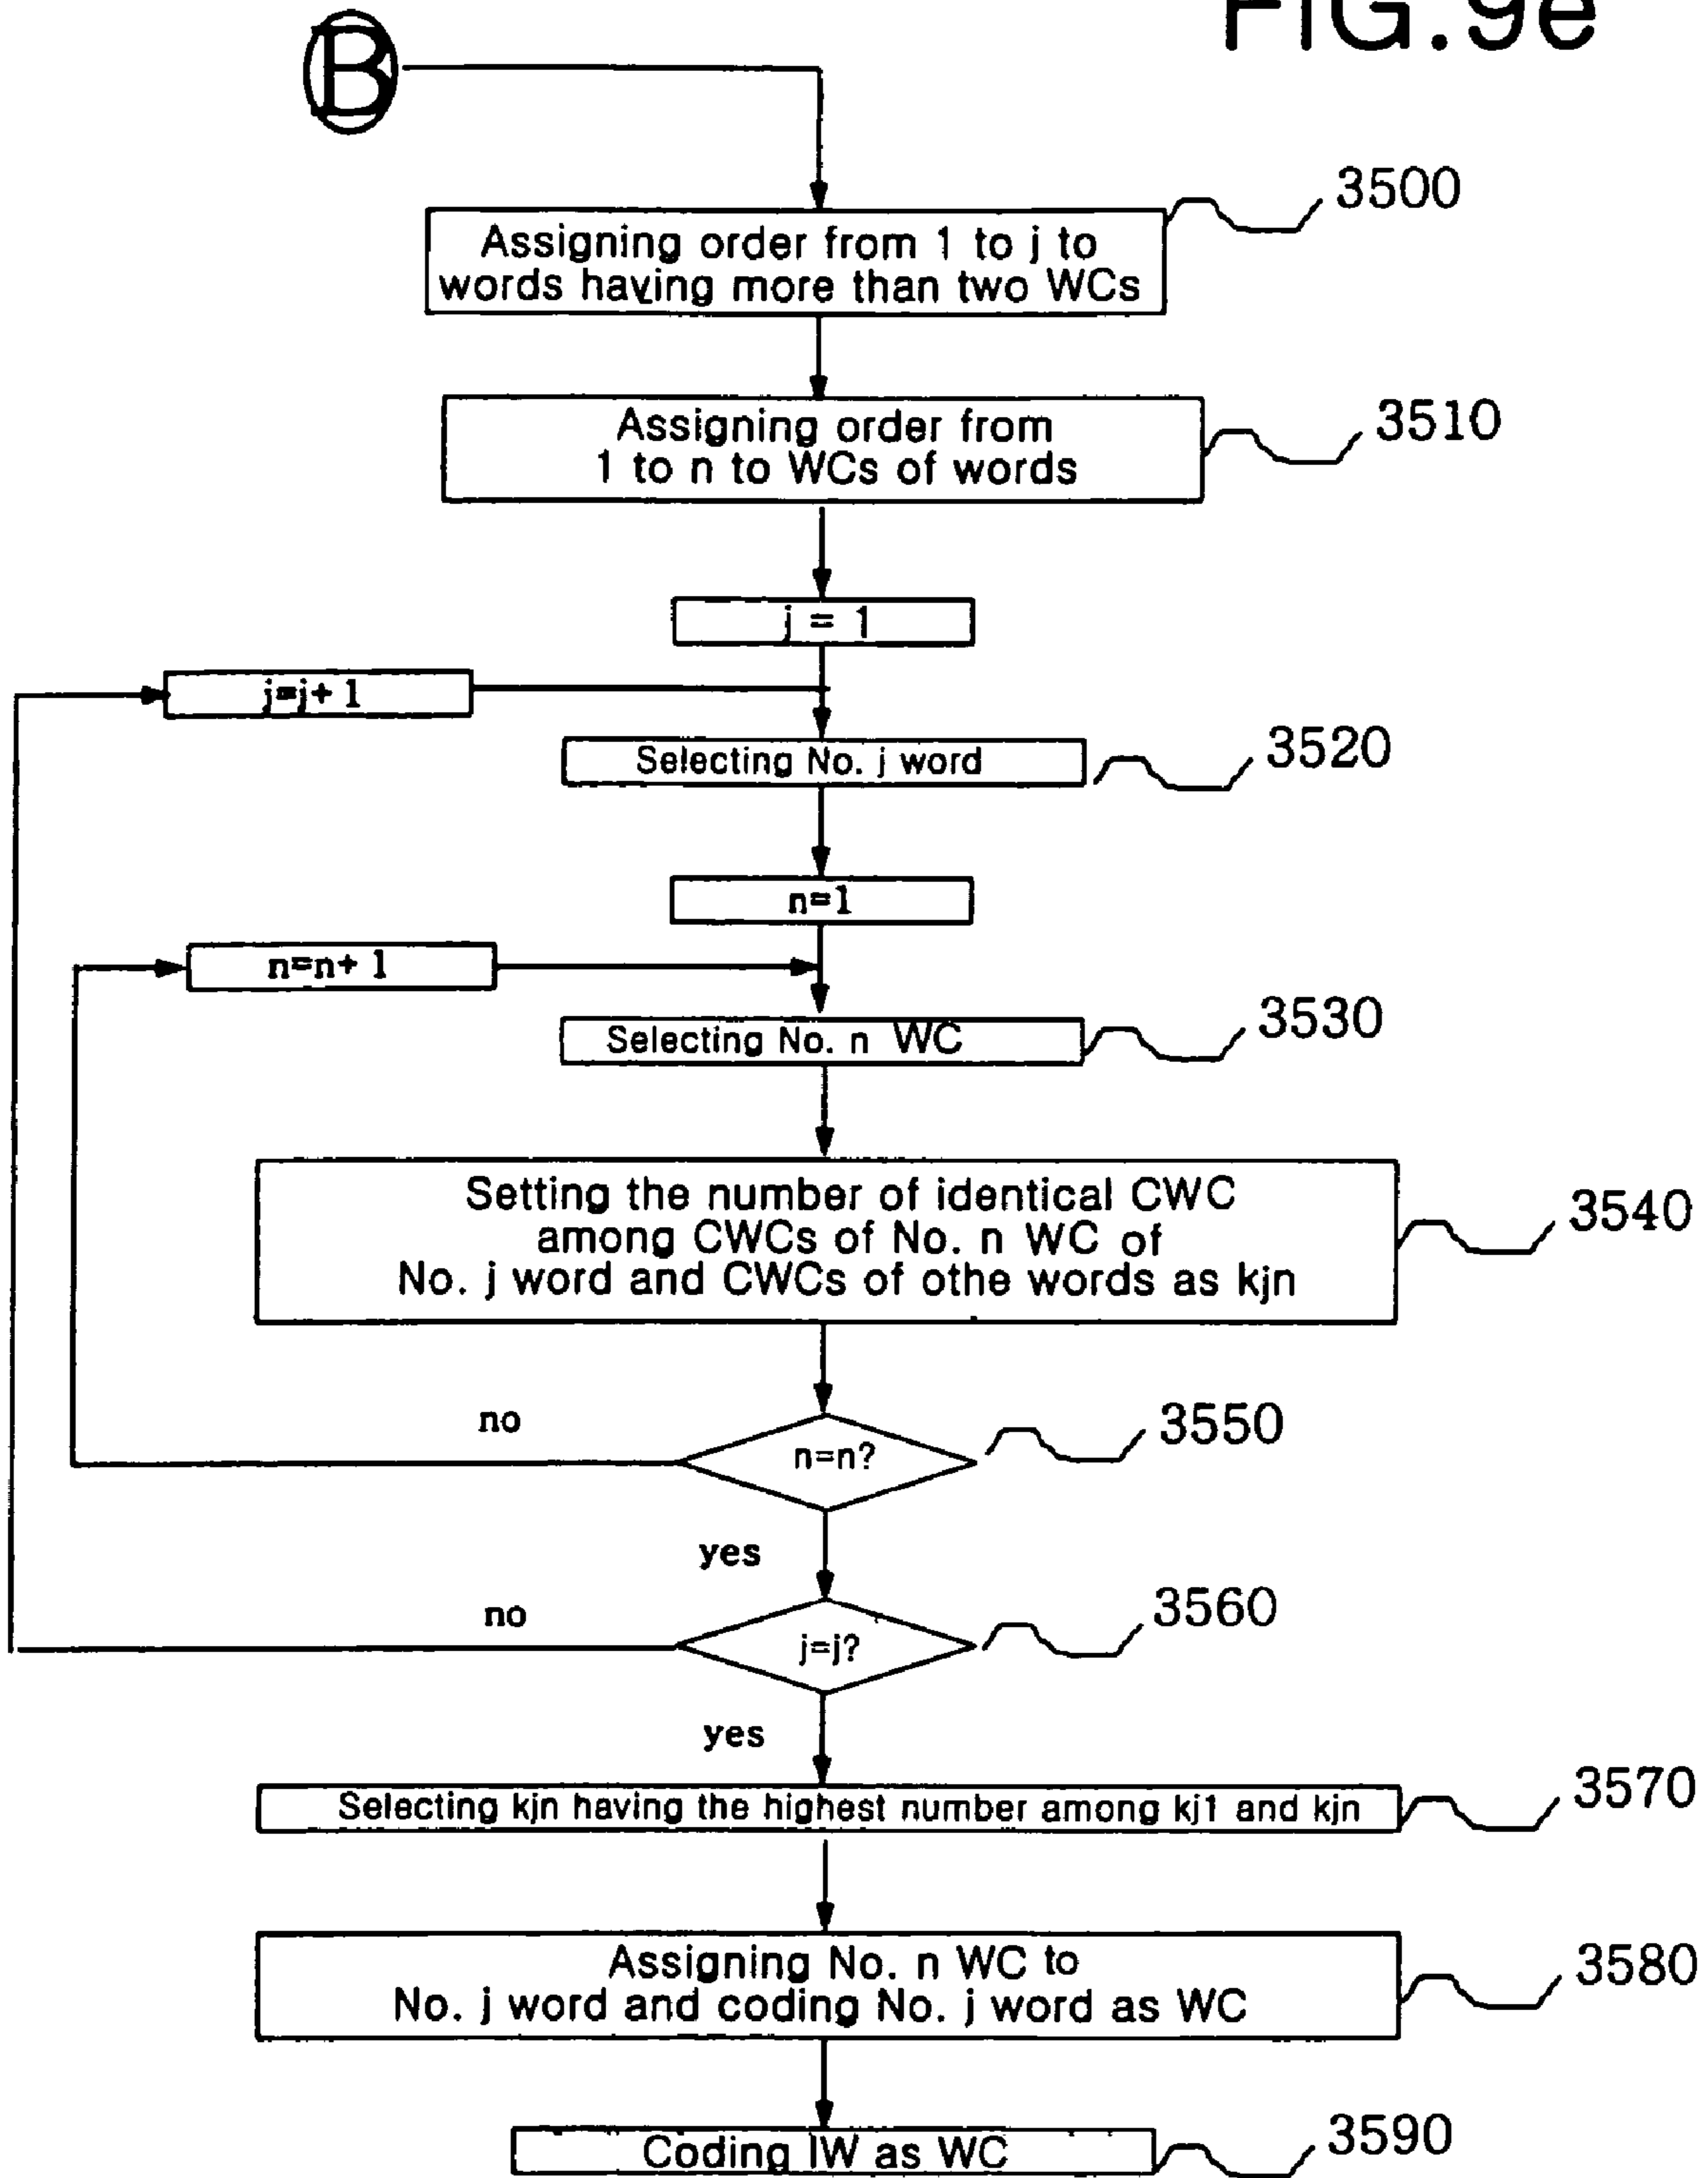 FIG.9e
B
3500
Assigning order from 1 to j to
words having more than two WCs
3510
Assigning order from
1 to n to WCs of words
j = 1
j=j+1
Selecting No. j word
3520
n=1
n=n+1
Selecting No. n WC
3530
Setting the number of identical CWC
among CWCs of No. n WC of
No. j word and CWCs of othe words as kjn
3540
no
n=n?
3550
yes
no
j=j?
3560
yes
Selecting kjn having the highest number among kj1 and kjn
3570
Assigning No. n WC to
No. j word and coding No. j word as WC
3580
Coding IW as WC
3590